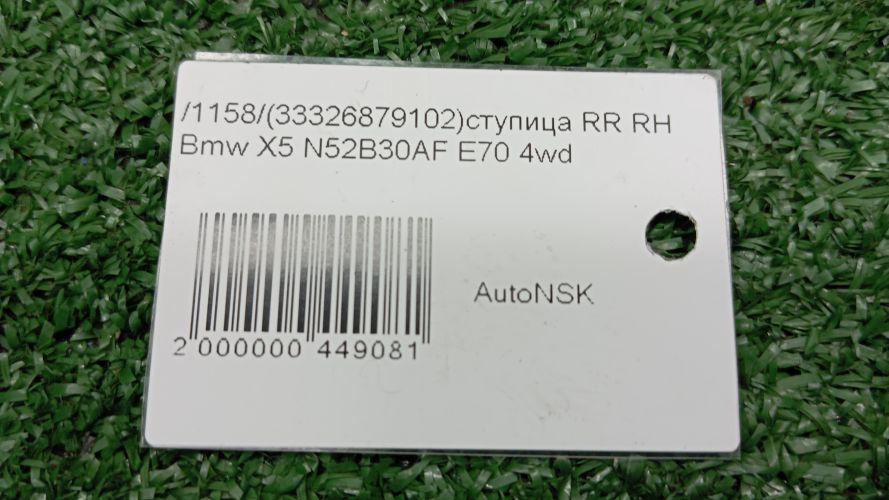 /1158/(33326879102)ступица RR RH
Bmw X5 N52B30AF E70 4wd
AutoNSK
2 000000 449081